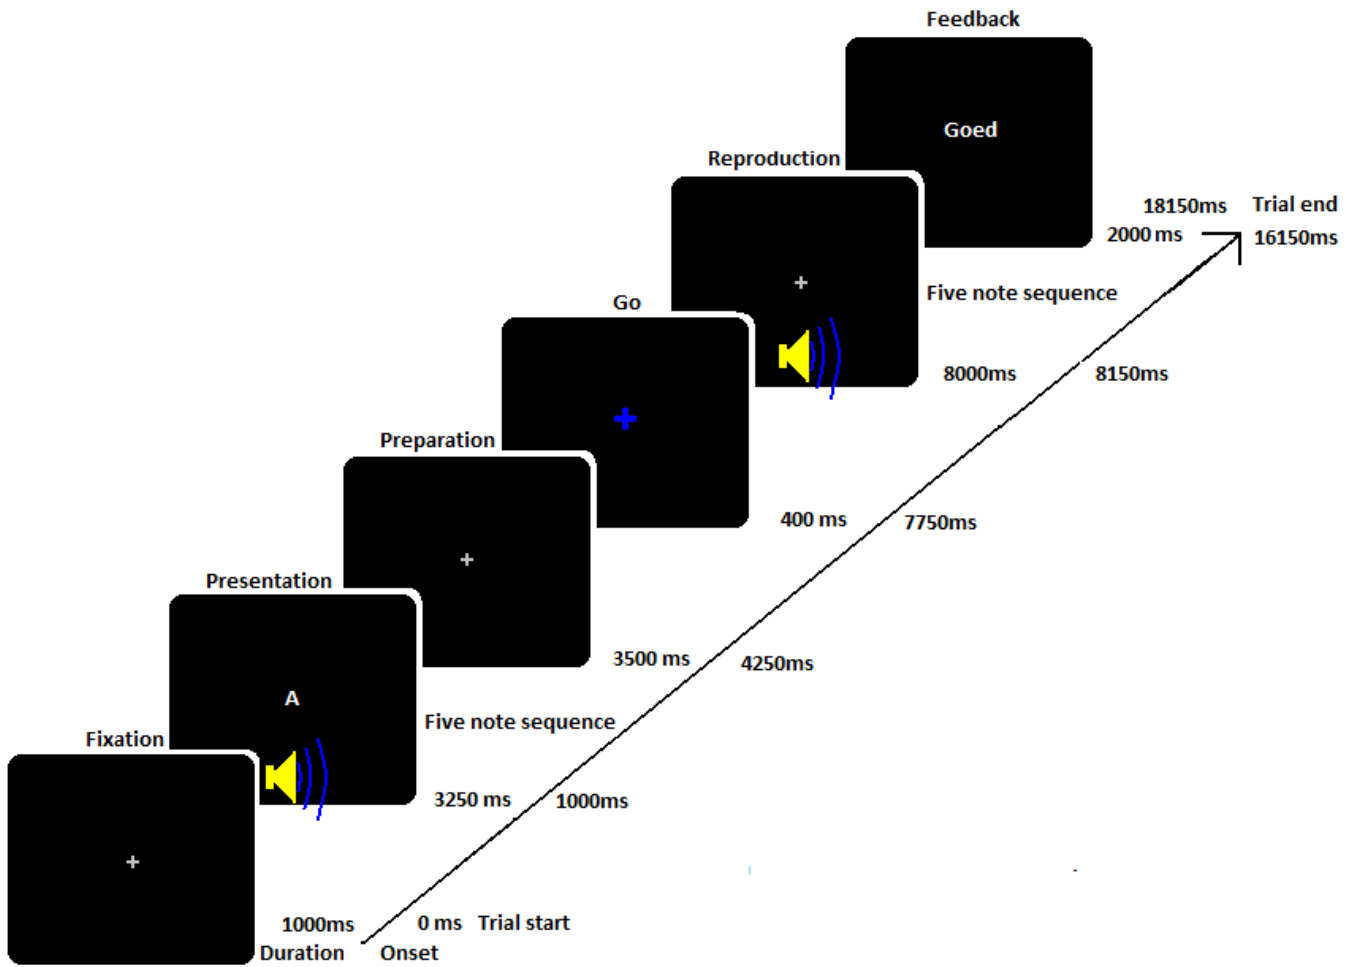 Feedback
Goed
Reproduction
18150ms Trial end
2000 ms 16150ms
Five note sequence
Go
8000ms 8150ms
Preparation
400 ms 7750ms
Presentation
3500 ms 4250ms
A
Five note sequence
Fixation
3250 ms 1000ms
1000ms 0 ms Trial start
Duration Onset